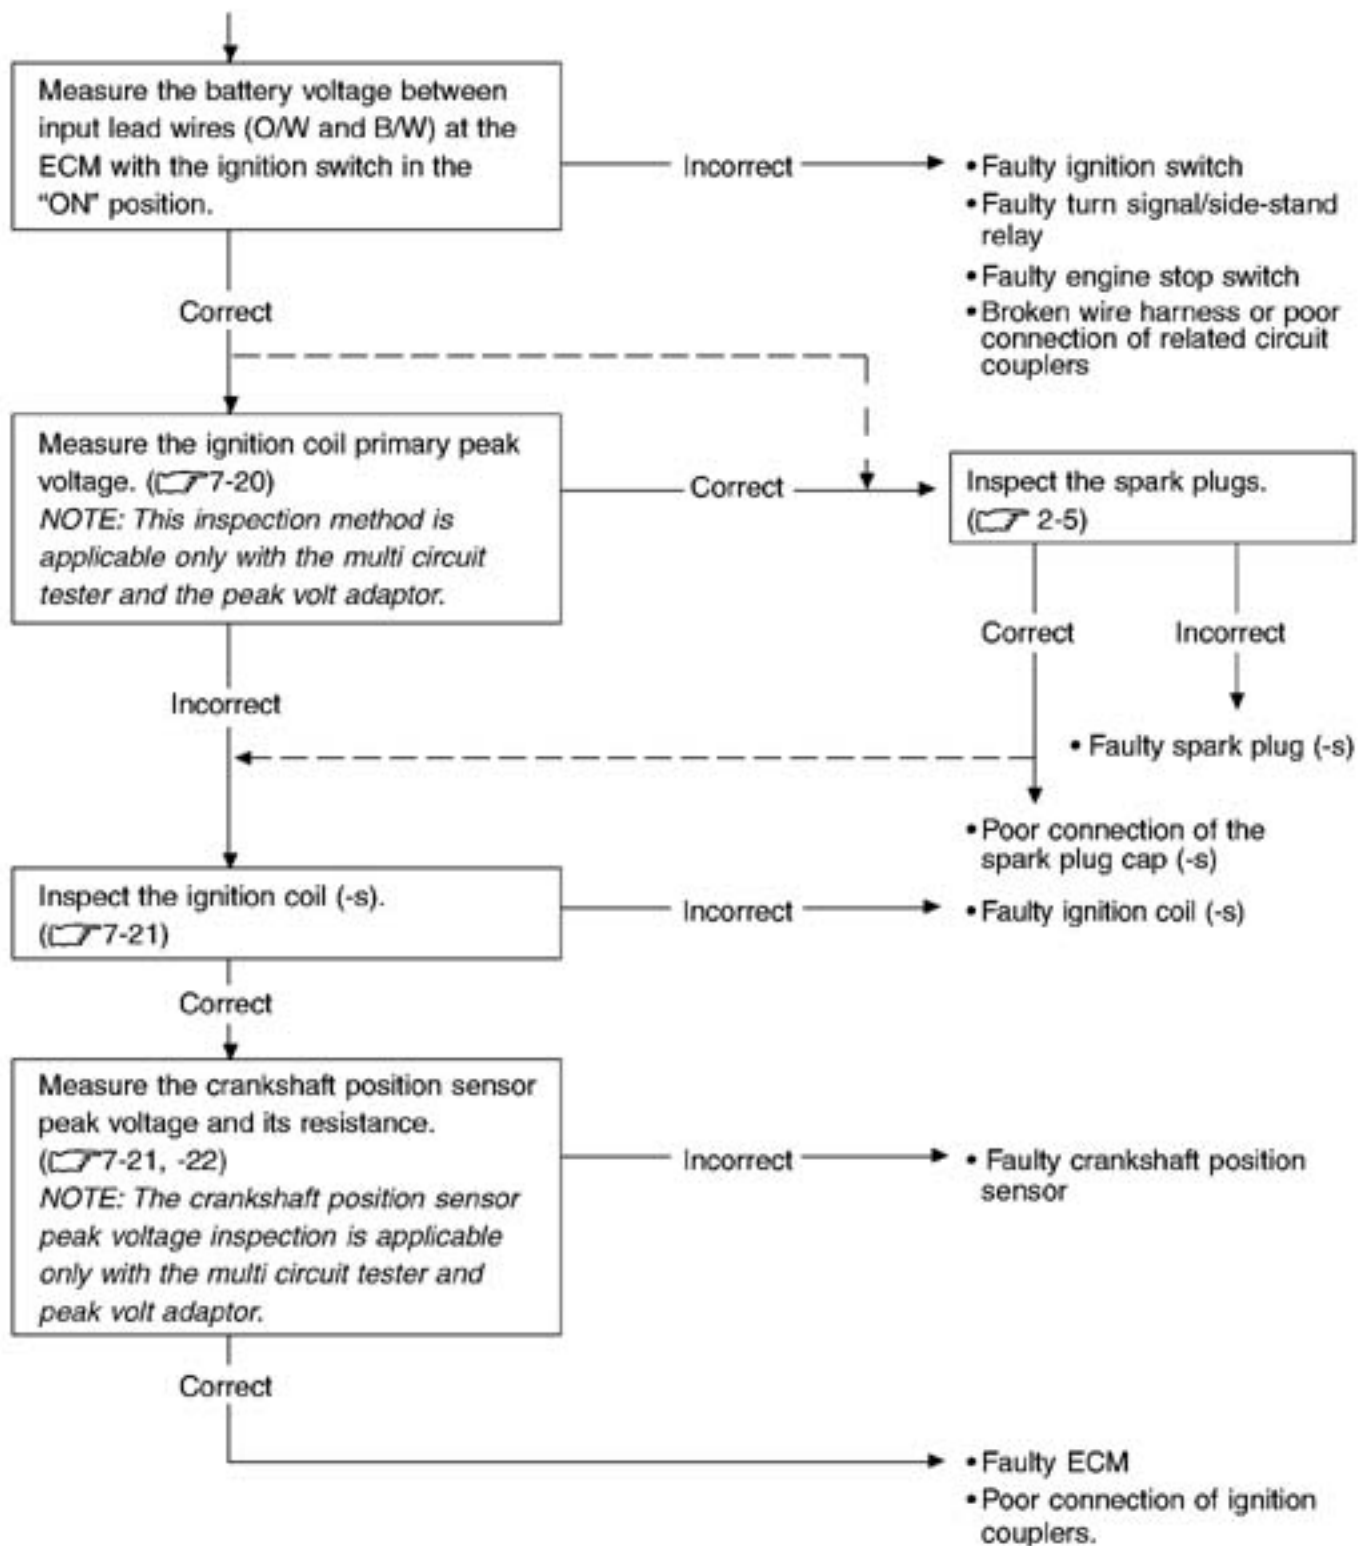 Measure the battery voltage between
input lead wires (O/W and B/W) at the
ECM with the ignition switch in the
“ON” position.
Incorrect
• Faulty ignition switch
• Faulty turn signal/side-stand
relay
• Faulty engine stop switch
• Broken wire harness or poor
connection of related circuit
couplers
Correct
Measure the ignition coil primary peak
voltage. (7-20)
NOTE: This inspection method is
applicable only with the multi circuit
tester and the peak volt adaptor.
Correct
Inspect the spark plugs.
(2-5)
Correct
Incorrect
Incorrect
• Faulty spark plug (-s)
• Poor connection of the
spark plug cap (-s)
Inspect the ignition coil (-s).
(7-21)
Incorrect
• Faulty ignition coil (-s)
Correct
Measure the crankshaft position sensor
peak voltage and its resistance.
(7-21, -22)
NOTE: The crankshaft position sensor
peak voltage inspection is applicable
only with the multi circuit tester and
peak volt adaptor.
Incorrect
• Faulty crankshaft position
sensor
Correct
• Faulty ECM
• Poor connection of ignition
couplers.